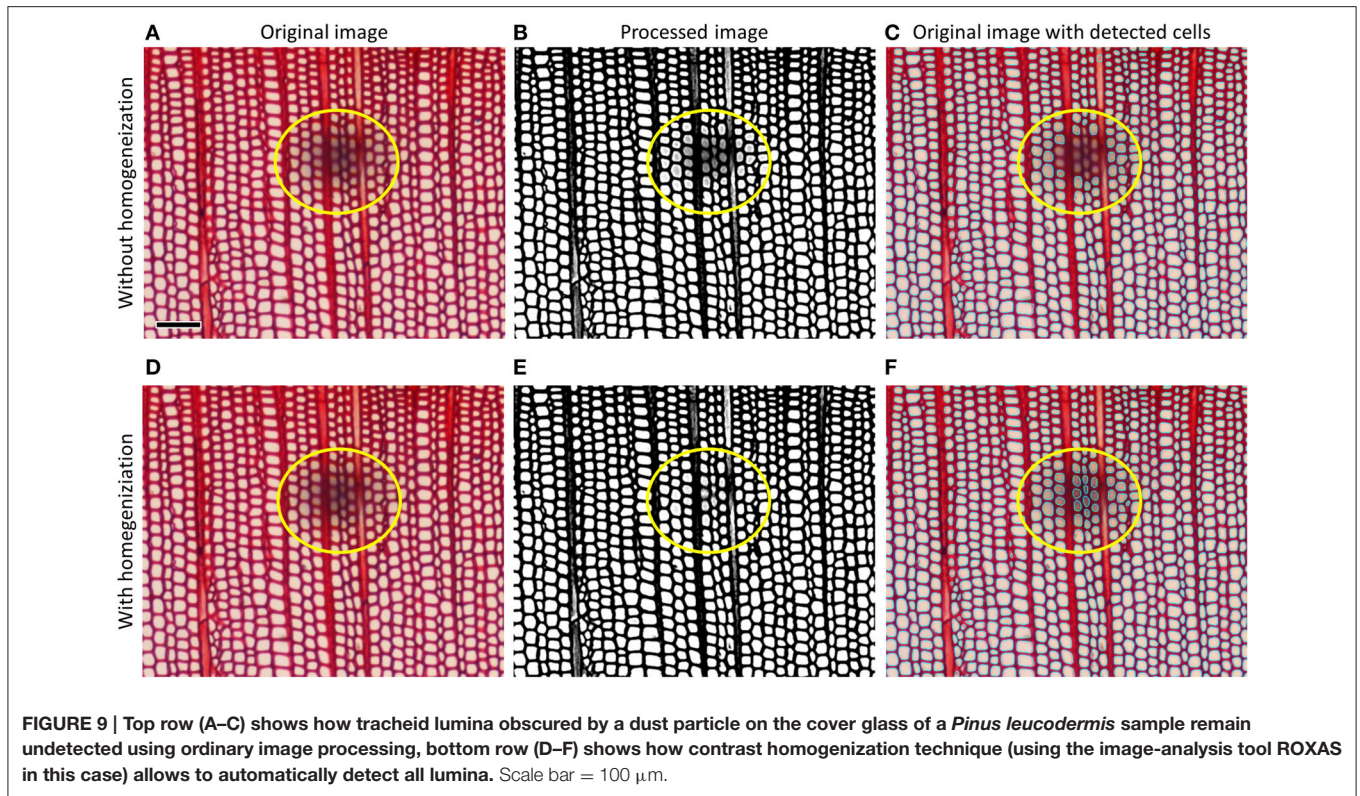 A Original image B Processed image C Original image with detected cells
Without homogeneization
D E F
With homegeniziation
FIGURE 9 | Top row (A–C) shows how tracheid lumina obscured by a dust particle on the cover glass of a Pinus leucodermis sample remain
undetected using ordinary image processing, bottom row (D–F) shows how contrast homogenization technique (using the image-analysis tool ROXAS
in this case) allows to automatically detect all lumina. Scale bar = 100 μm.